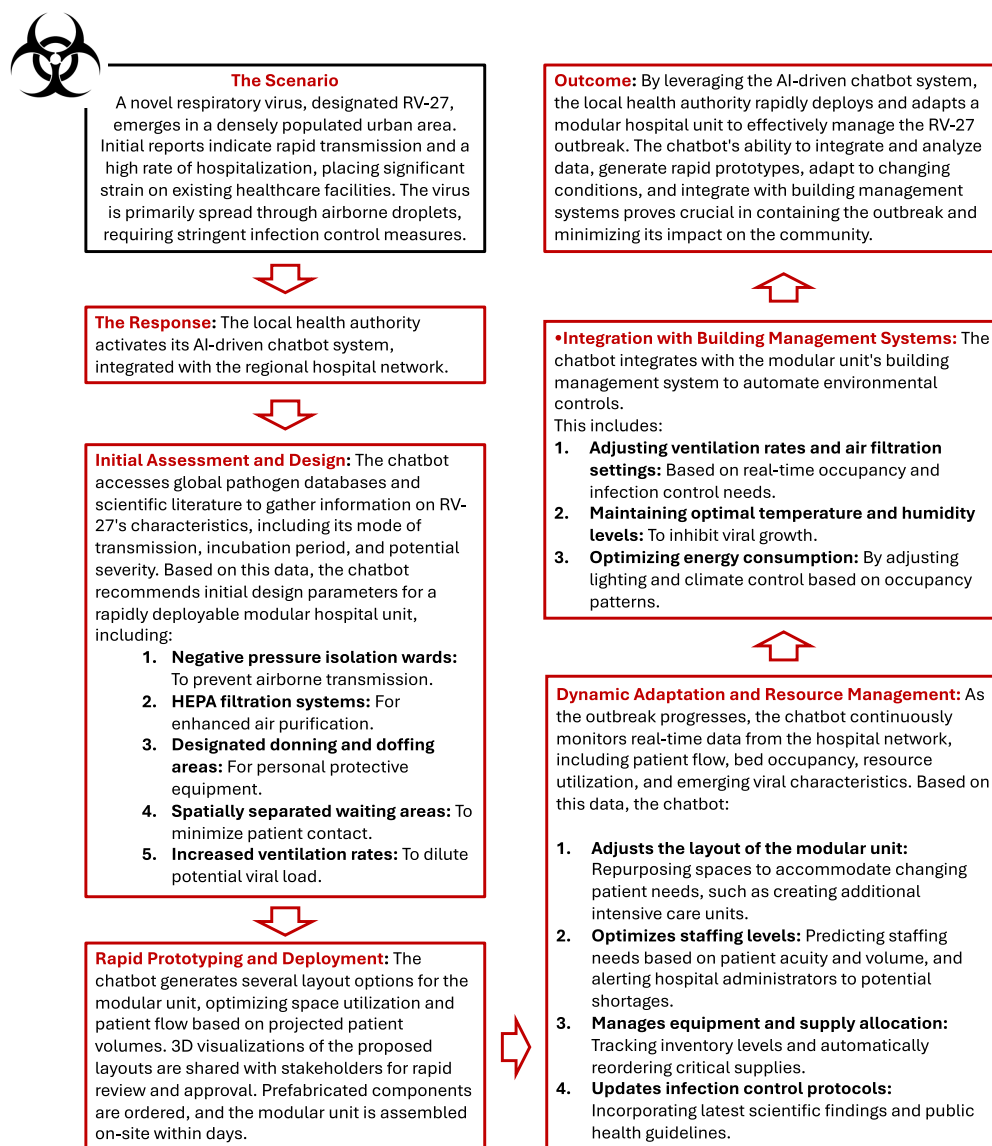 The Scenario
A novel respiratory virus, designated RV-27,
emerges in a densely populated urban area.
Initial reports indicate rapid transmission and a
high rate of hospitalization, placing significant
strain on existing healthcare facilities. The virus
is primarily spread through airborne droplets,
requiring stringent infection control measures.
The Response: The local health authority
activates its AI-driven chatbot system,
integrated with the regional hospital network.
Initial Assessment and Design: The chatbot
accesses global pathogen databases and
scientific literature to gather information on RV-
27's characteristics, including its mode of
transmission, incubation period, and potential
severity. Based on this data, the chatbot
recommends initial design parameters for a
rapidly deployable modular hospital unit,
including:
1. Negative pressure isolation wards:
To prevent airborne transmission.
2. HEPA filtration systems: For
enhanced air purification.
3. Designated donning and doffing
areas: For personal protective
equipment.
4. Spatially separated waiting areas: To
minimize patient contact.
5. Increased ventilation rates: To dilute
potential viral load.
Rapid Prototyping and Deployment: The
chatbot generates several layout options for the
modular unit, optimizing space utilization and
patient flow based on projected patient
volumes. 3D visualizations of the proposed
layouts are shared with stakeholders for rapid
review and approval. Prefabricated components
are ordered, and the modular unit is assembled
on-site within days.
Dynamic Adaptation and Resource Management: As
the outbreak progresses, the chatbot continuously
monitors real-time data from the hospital network,
including patient flow, bed occupancy, resource
utilization, and emerging viral characteristics. Based on
this data, the chatbot:
1. Adjusts the layout of the modular unit:
Repurposing spaces to accommodate changing
patient needs, such as creating additional
intensive care units.
2. Optimizes staffing levels: Predicting staffing
needs based on patient acuity and volume, and
alerting hospital administrators to potential
shortages.
3. Manages equipment and supply allocation:
Tracking inventory levels and automatically
reordering critical supplies.
4. Updates infection control protocols:
Incorporating latest scientific findings and public
health guidelines.
•Integration with Building Management Systems: The
chatbot integrates with the modular unit's building
management system to automate environmental
controls.
This includes:
1. Adjusting ventilation rates and air filtration
settings: Based on real-time occupancy and
infection control needs.
2. Maintaining optimal temperature and humidity
levels: To inhibit viral growth.
3. Optimizing energy consumption: By adjusting
lighting and climate control based on occupancy
patterns.
Outcome: By leveraging the AI-driven chatbot system,
the local health authority rapidly deploys and adapts a
modular hospital unit to effectively manage the RV-27
outbreak. The chatbot's ability to integrate and analyze
data, generate rapid prototypes, adapt to changing
conditions, and integrate with building management
systems proves crucial in containing the outbreak and
minimizing its impact on the community.